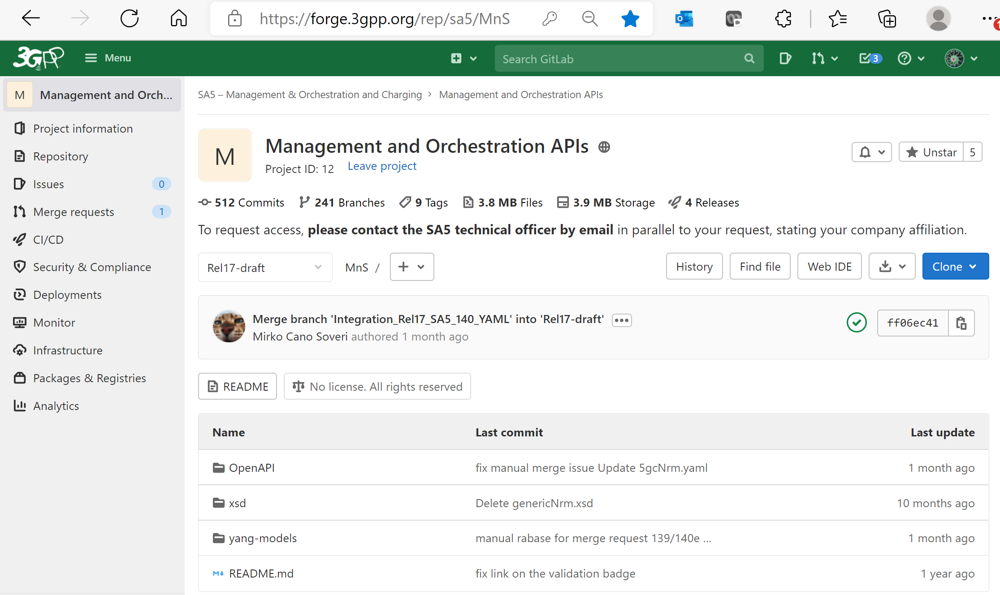 https://forge.3gpp.org/rep/sa5/MnS
3GPP
Menu
Search GitLab
3
M
Management and Orch...
Project information
Repository
Issues
0
Merge requests
1
CI/CD
Security & Compliance
Deployments
Monitor
Infrastructure
Packages & Registries
Analytics
SA5 – Management & Orchestration and Charging › Management and Orchestration APIs
M
Management and Orchestration APIs
Project ID: 12 Leave project
Unstar 5
512 Commits 241 Branches 9 Tags 3.8 MB Files 3.9 MB Storage 4 Releases
To request access, please contact the SA5 technical officer by email in parallel to your request, stating your company affiliation.
Rel17-draft MnS / + History Find file Web IDE Clone
Merge branch 'Integration_Rel17_SA5_140_YAML' into 'Rel17-draft'
Mirko Cano Soveri authored 1 month ago
ff06ec41
README No license. All rights reserved
Name Last commit Last update
OpenAPI fix manual merge issue Update 5gcNrm.yaml 1 month ago
xsd Delete genericNrm.xsd 10 months ago
yang-models manual rabase for merge request 139/140e ... 1 month ago
README.md fix link on the validation badge 1 year ago